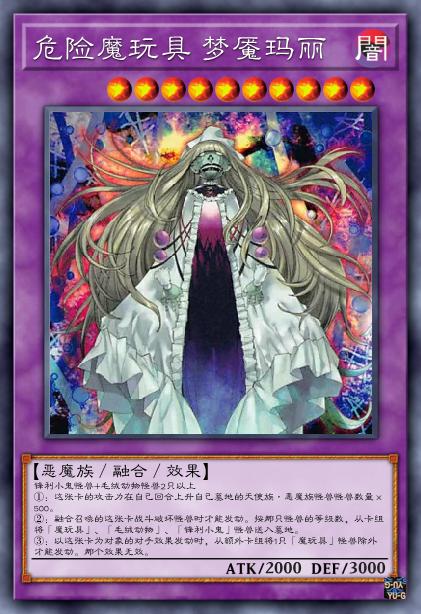 危险魔玩具 梦魇玛丽
闇
【恶魔族/融合/效果】
锋利小鬼怪兽+毛绒动物怪兽2只以上
①：这张卡的攻击力在自己回合上升自己墓地的天使族·恶魔族怪兽怪兽数量×
500。
②：融合召唤的这张卡战斗破坏怪兽时才能发动。按那只怪兽的等级数，从卡组
将「魔玩具」、「毛绒动物」、「锋利小鬼」怪兽送入墓地。
③：以这张卡为对象的对手效果发动时，从额外卡组将1只「魔玩具」怪兽除外
才能发动。那个效果无效。
ATK/2000 DEF/3000